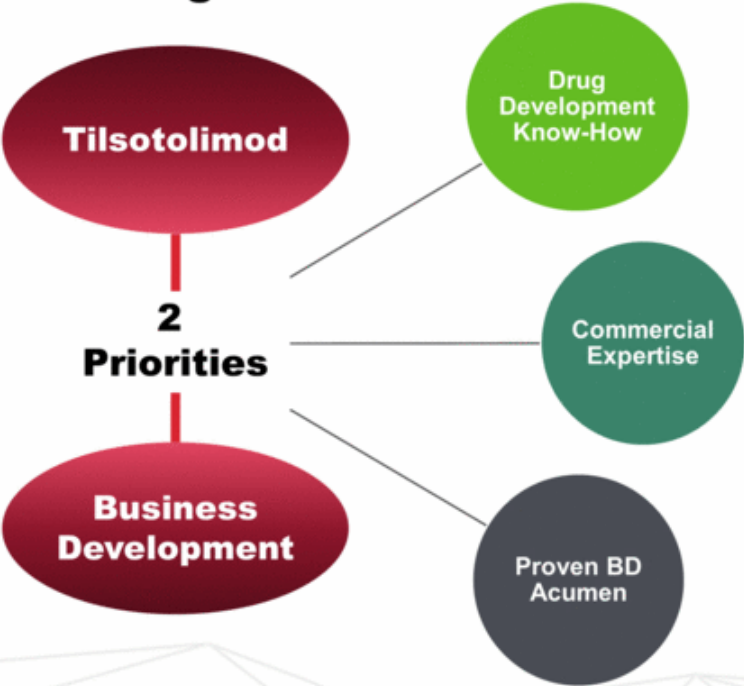 Tilsotolimod
2
Priorities
Business
Development
Drug
Development
Know-How
Commercial
Expertise
Proven BD
Acumen